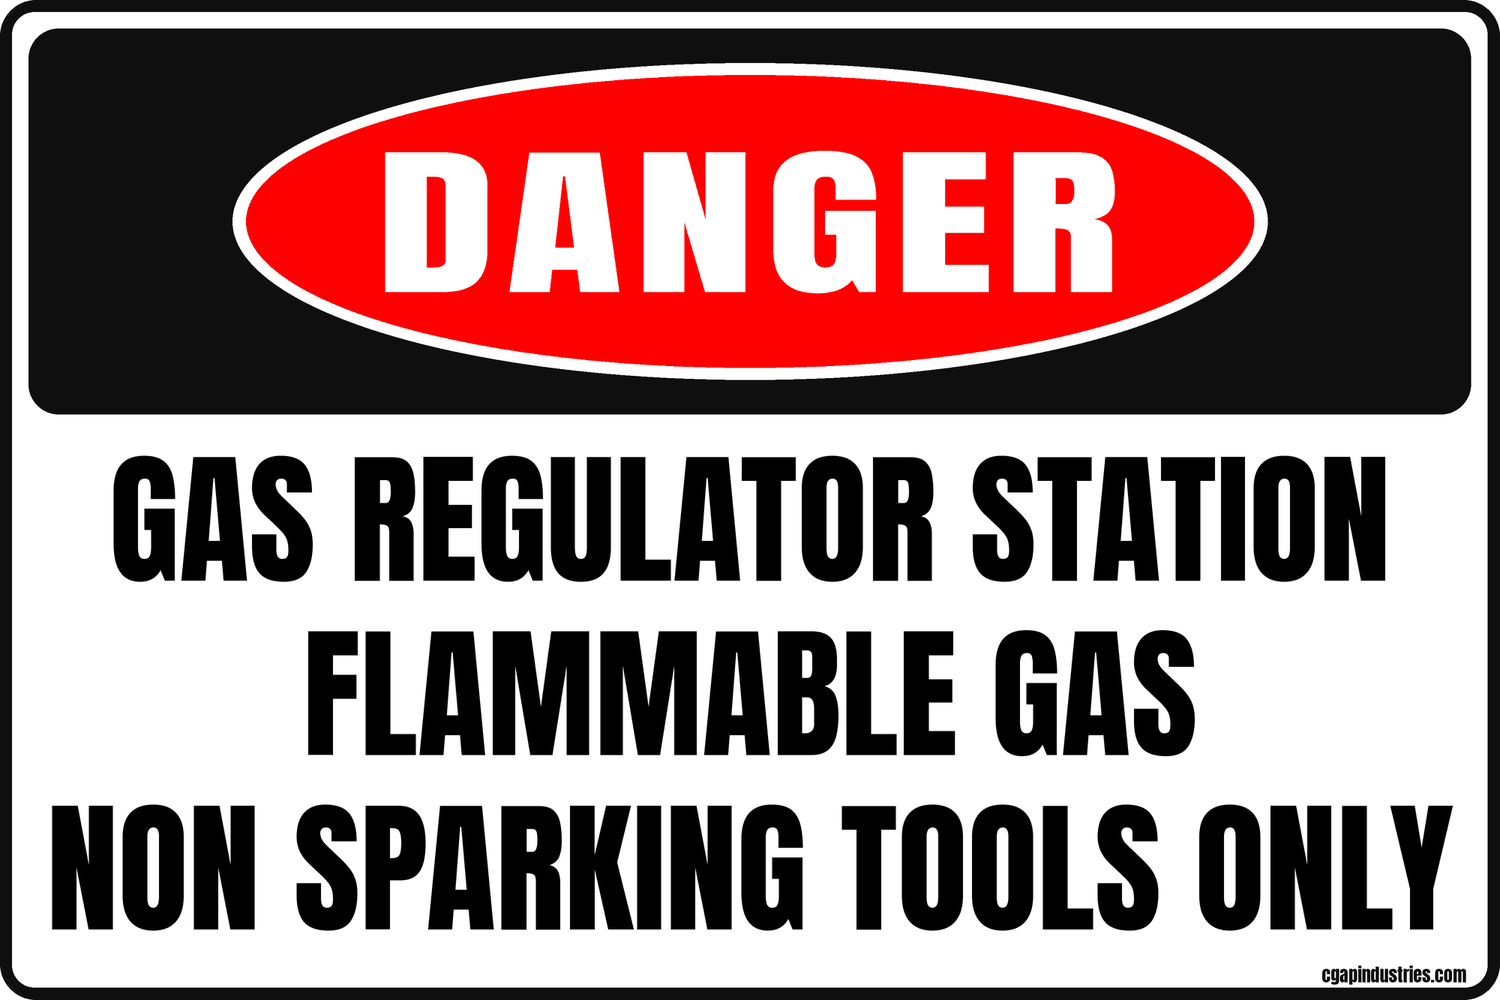 DANGER
GAS REGULATOR STATION
FLAMMABLE GAS
NON SPARKING TOOLS ONLY
cgapindustries.com